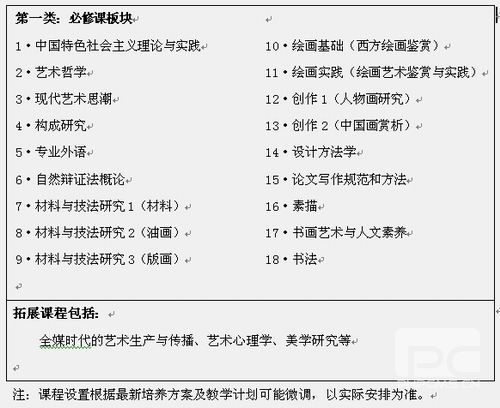 第一类：必修课板块
1·中国特色社会主义理论与实践
2·艺术哲学
3·现代艺术思潮
4·构成研究
5·专业外语
6·自然辩证法概论
7·材料与技法研究1（材料）
8·材料与技法研究2（油画）
9·材料与技法研究3（版画）
10·绘画基础（西方绘画鉴赏）
11·绘画实践（绘画艺术鉴赏与实践）
12·创作1（人物画研究）
13·创作2（中国画赏析）
14·设计方法学
15·论文写作规范和方法
16·素描
17·书画艺术与人文素养
18·书法
拓展课程包括：
全媒时代的艺术生产与传播、艺术心理学、美学研究等
注：课程设置根据最新培养方案及教学计划可能微调，以实际安排为准。